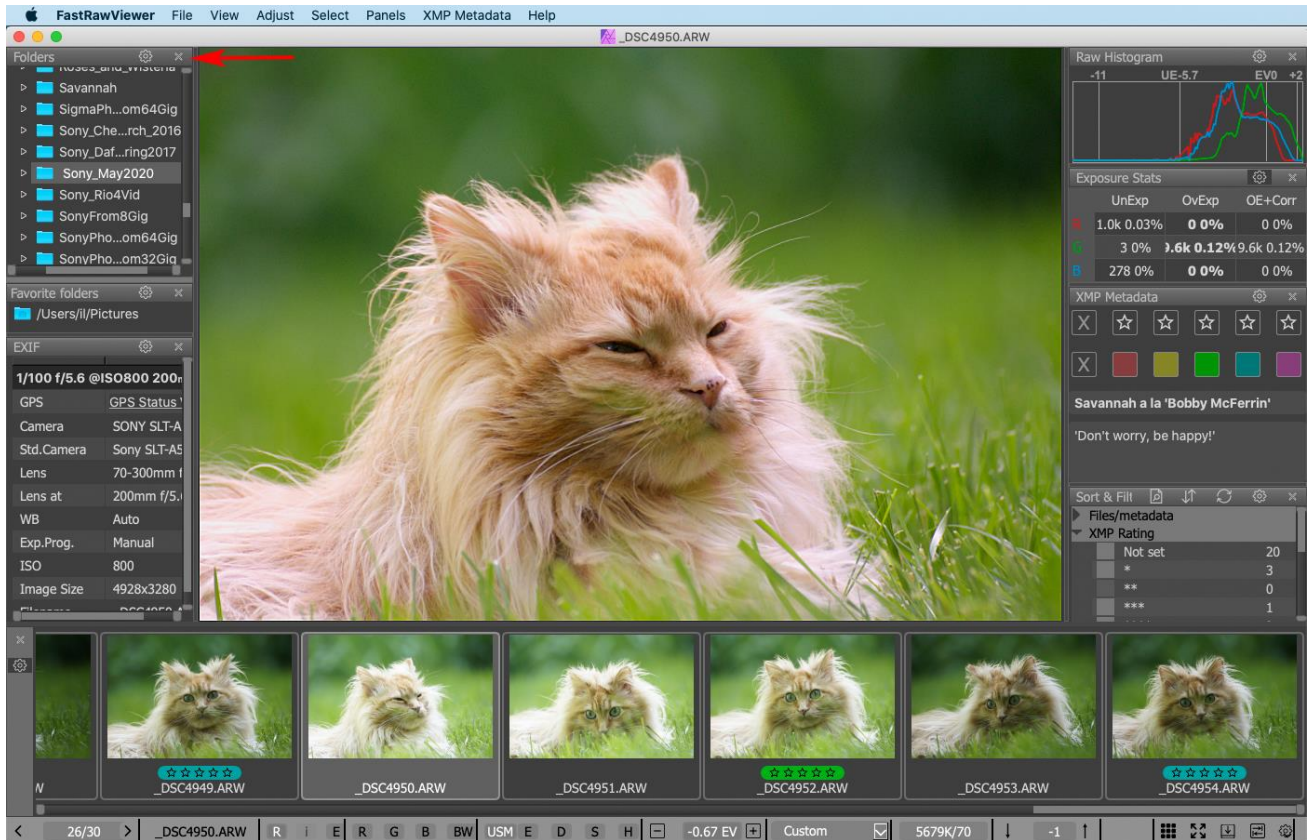 FastRawViewer File View Adjust Select Panels XMP Metadata Help
_DSC4950.ARW
Folders
Roses_and_Wisteria
Savannah
SigmaPh...om64Gig
Sony_Che...rch_2016
Sony_Daf...ring2017
Sony_May2020
Sony_Rio4Vid
SonyFrom8Gig
SonyPho...om64Gig
SonyPho...om32Gig
Favorite folders
/Users/il/Pictures
EXIF
1/100 f/5.6 @ISO800 200
GPS GPS Status
Camera SONY SLT-A
Std.Camera Sony SLT-A5
Lens 70-300mm f
Lens at 200mm f/5.
WB Auto
Exp.Prog. Manual
ISO 800
Image Size 4928x3280
Raw Histogram
-11 UE-5.7 EV0 +2
Exposure Stats
UnExp OvExp OE+Corr
R 1.0k 0.03% 0 0% 0 0%
G 3 0% 9.6k 0.12% 9.6k 0.12%
B 278 0% 0 0% 0 0%
XMP Metadata
X
X
Savannah a la 'Bobby McFerrin'
'Don't worry, be happy!'
Sort & Filt
Files/metadata
XMP Rating
Not set 20
* 3
** 0
*** 1
W
_DSC4949.ARW
_DSC4950.ARW
_DSC4951.ARW
_DSC4952.ARW
_DSC4953.ARW
_DSC4954.ARW
< 26/30 > _DSC4950.ARW R i E R G B BW USM E D S H -0.67 EV + Custom 5679K/70 ↓ -1 ↑